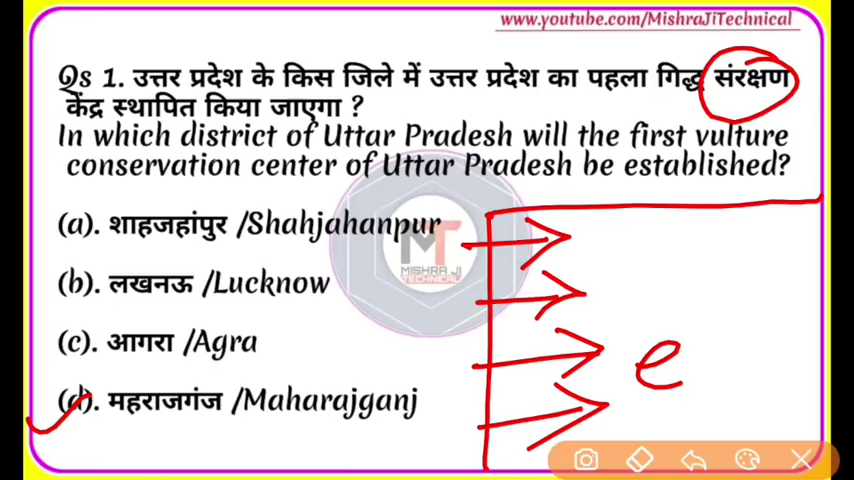 www.youtube.com/MishraJiTechnical
Qs 1. उत्तर प्रदेश के किस जिले में उत्तर प्रदेश का पहला गिद्ध संरक्षण
केंद्र स्थापित किया जाएगा ?
In which district of Uttar Pradesh will the first vulture
conservation center of Uttar Pradesh be established?
(a). शाहजहांपुर /Shahjahanpur
(b). लखनऊ /Lucknow
(c). आगरा /Agra
(d). महराजगंज /Maharajganj
MT
MISHRA JI
TECHNICAL
e